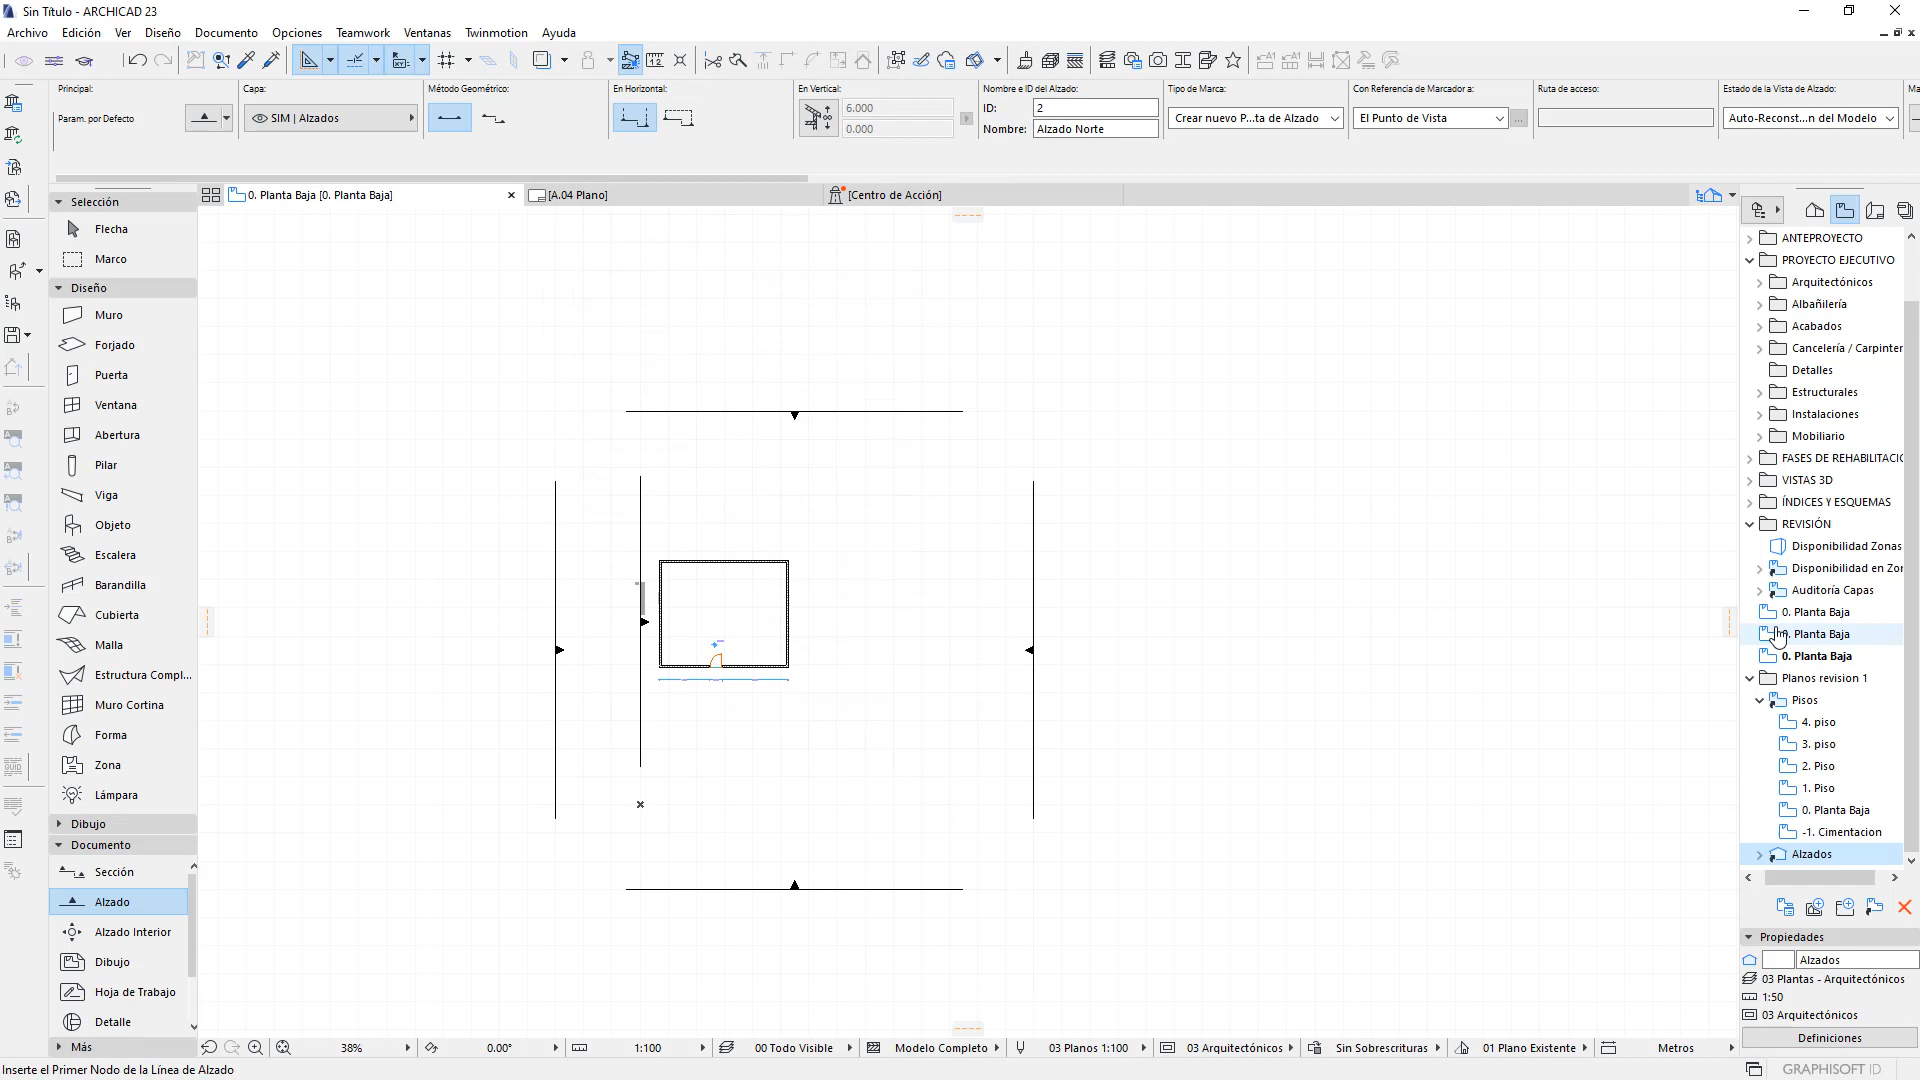 Sin Título - ARCHICAD 23
Archivo Edición Ver Diseño Documento Opciones Teamwork Ventanas Twinmotion Ayuda
Principal: Capa: Método Geométrico: En Horizontal: En Vertical: Nombre e ID del Alzado: Tipo de Marca: Con Referencia de Marcador a: Ruta de acceso: Estado de la Vista de Alzado: Ma
Param. por Defecto SIM | Alzados 6.000 ID: 2 Crear nuevo P...ta de Alzado El Punto de Vista ... Auto-Reconst...n del Modelo
0.000 Nombre: Alzado Norte
0. Planta Baja [0. Planta Baja] [A.04 Plano] [Centro de Acción]
Selección
Flecha
Marco
Diseño
Muro
Forjado
Puerta
Ventana
Abertura
Pilar
Viga
Objeto
Escalera
Barandilla
Cubierta
Malla
Estructura Compl...
Muro Cortina
Forma
Zona
Lámpara
Dibujo
Documento
Sección
Alzado
Alzado Interior
Dibujo
Hoja de Trabajo
Detalle
Más
ANTEPROYECTO
PROYECTO EJECUTIVO
Arquitectónicos
Albañilería
Acabados
Cancelería / Carpinter
Detalles
Estructurales
Instalaciones
Mobiliario
FASES DE REHABILITACIÓ
VISTAS 3D
ÍNDICES Y ESQUEMAS
REVISIÓN
Disponibilidad Zonas
Disponibilidad en Zor
Auditoría Capas
0. Planta Baja
0. Planta Baja
0. Planta Baja
Planos revision 1
Pisos
4. piso
3. piso
2. Piso
1. Piso
0. Planta Baja
-1. Cimentacion
Alzados
Propiedades
Alzados
03 Plantas - Arquitectónicos
1:50
03 Arquitectónicos
Definiciones
38% 0.00° 1:100 00 Todo Visible Modelo Completo 03 Planos 1:100 03 Arquitectónicos Sin Sobrescrituras 01 Plano Existente Metros
Inserte el Primer Nodo de la Línea de Alzado
GRAPHISOFT ID